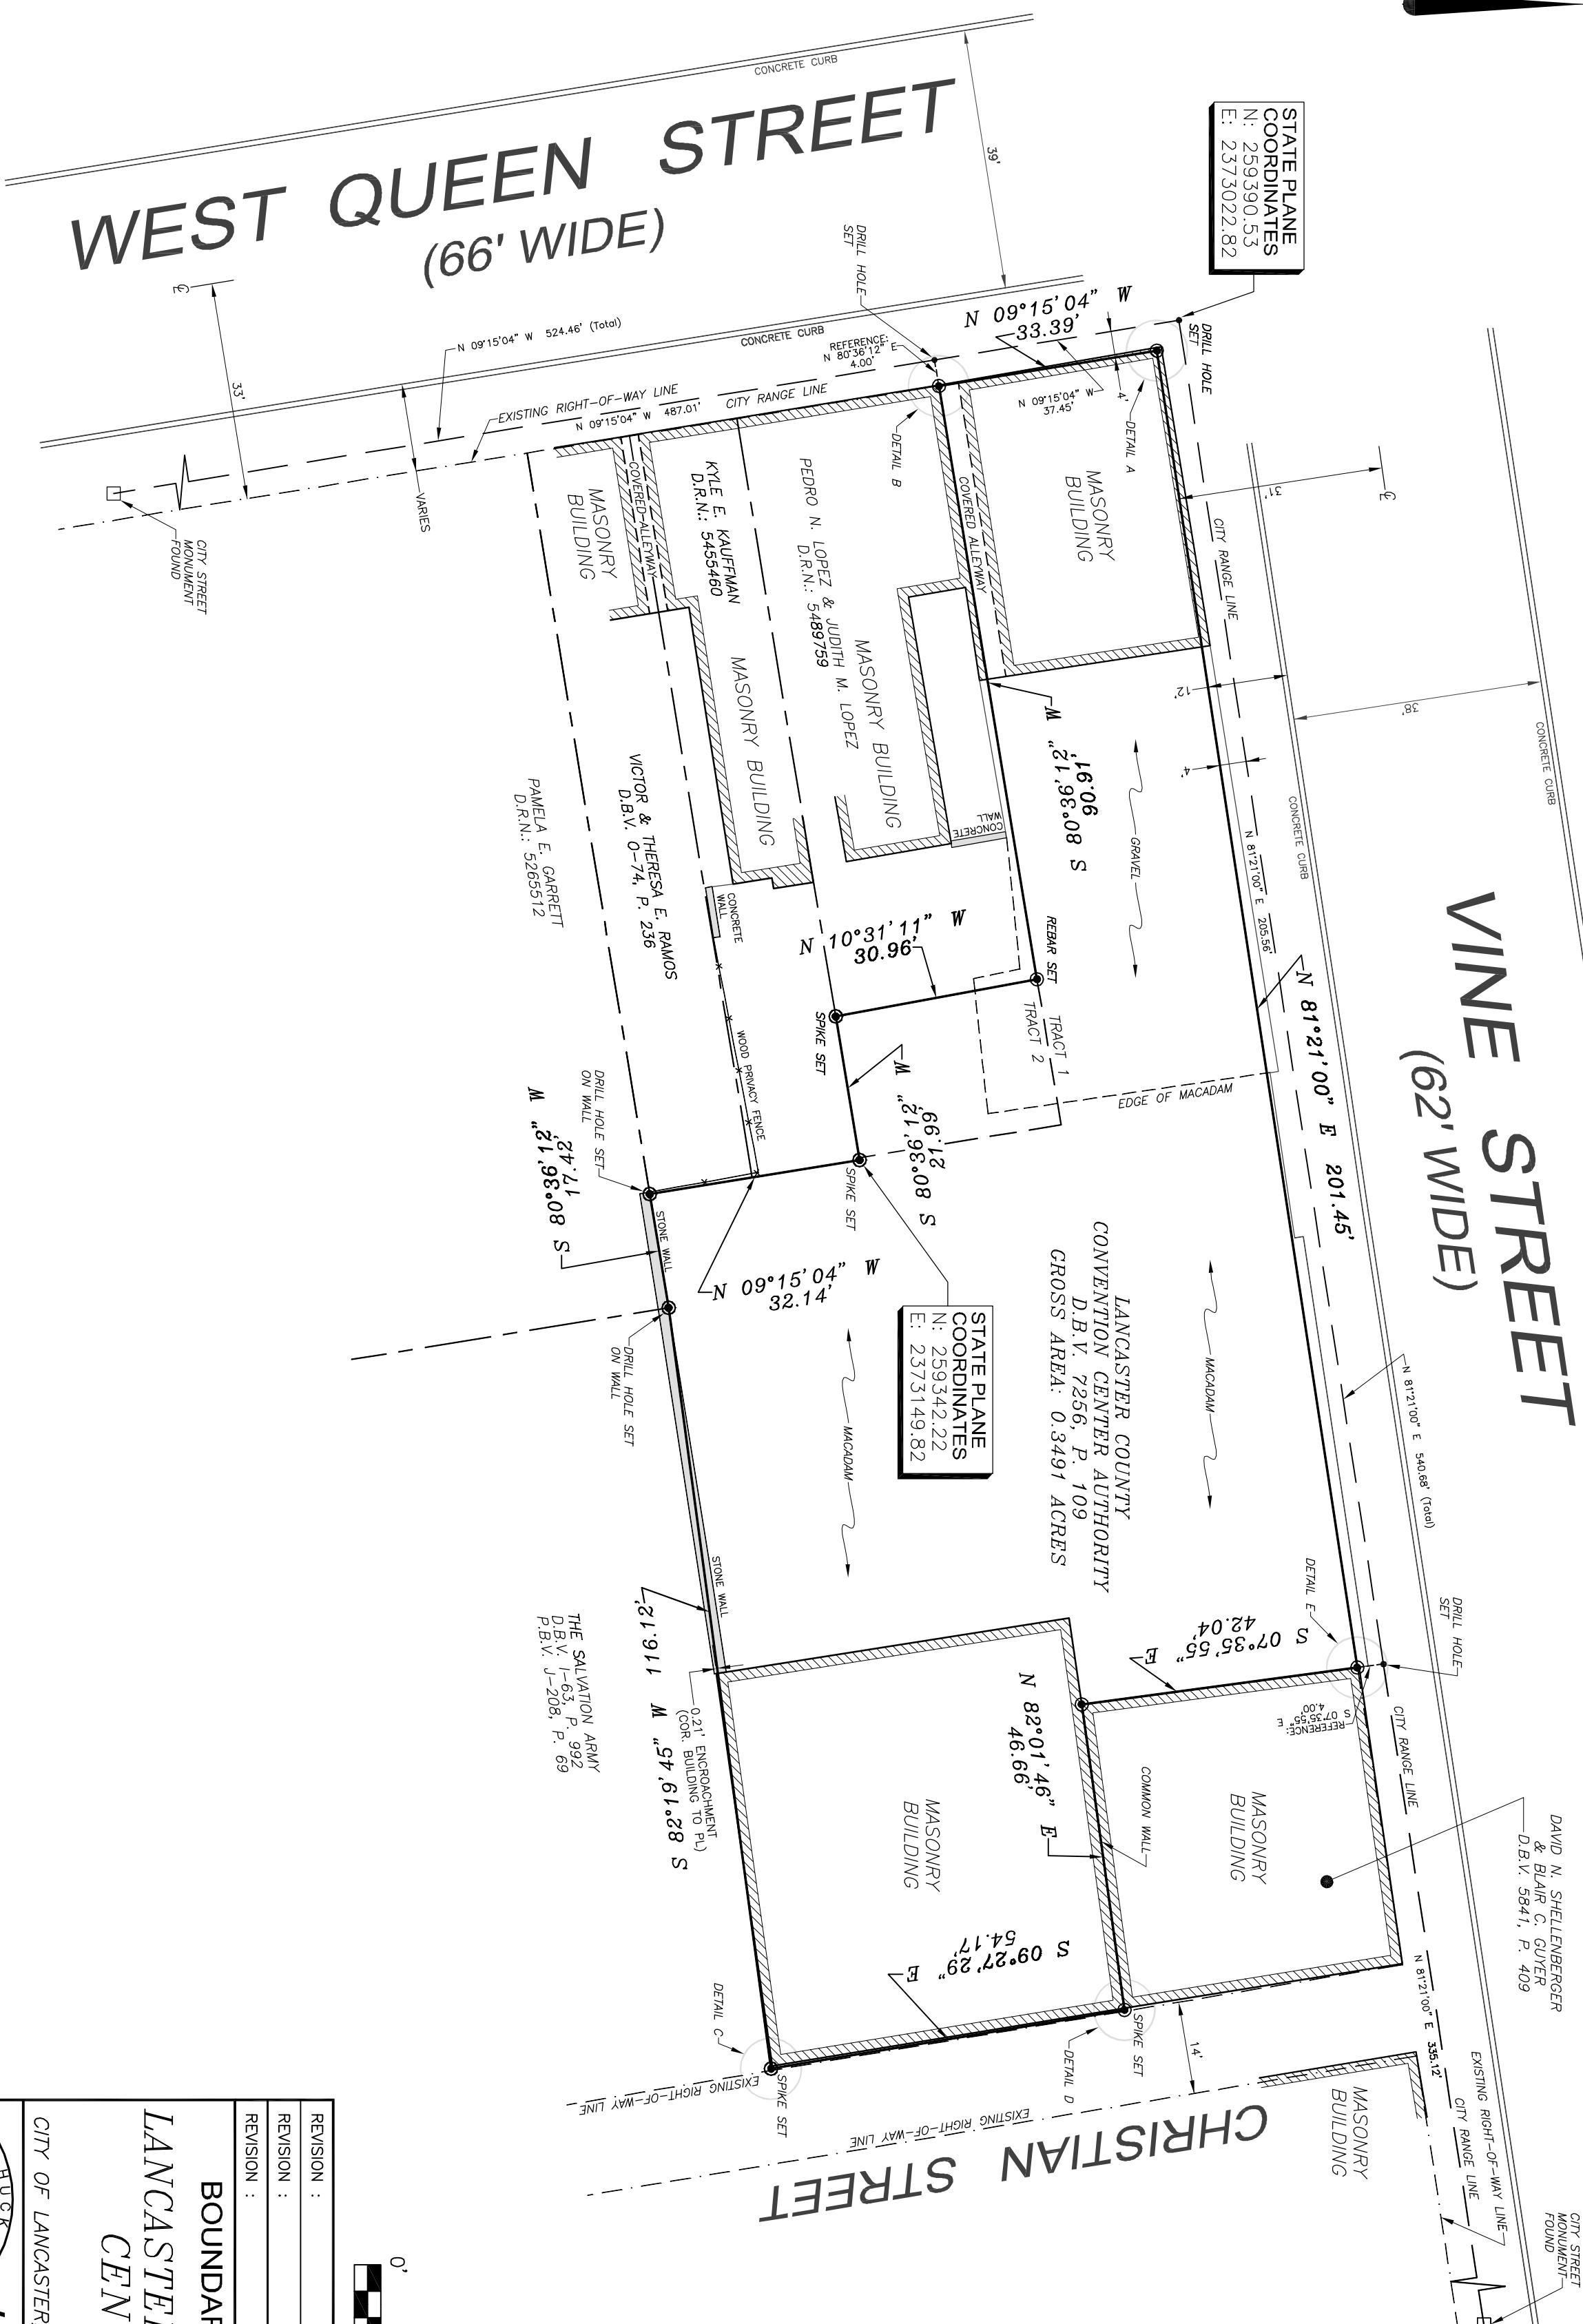 WEST QUEEN STREET
(66' WIDE)
CONCRETE CURB
39'
STATE PLANE
COORDINATES
N: 259390.53
E: 2373022.82
DRILL HOLE
SET
DRILL HOLE
SET
N 09°15'04" W
33.39'
CONCRETE CURB
REFERENCE:
N 80°36'12" E
4.00'
N 09°15'04" W 524.46' (Total)
℄
33'
EXISTING RIGHT-OF-WAY LINE
N 09°15'04" W 487.01'
CITY RANGE LINE
N 09°15'04" W
37.45'
4'
DETAIL A
DETAIL B
VARIES
CITY STREET
MONUMENT
FOUND
MASONRY
BUILDING
COVERED ALLEYWAY
KYLE E. KAUFFMAN
D.R.N.: 5455460
MASONRY BUILDING
PEDRO N. LOPEZ & JUDITH M. LOPEZ
D.R.N.: 5489759
MASONRY BUILDING
COVERED ALLEYWAY
MASONRY
BUILDING
℄
31'
CITY RANGE LINE
12'
4'
38'
CONCRETE CURB
CONCRETE CURB
VINE STREET
(62' WIDE)
N 81°21'00" E 205.56'
N 81°21'00" E 201.45'
N 81°21'00" E 540.68' (Total)
S 80°36'12" W
90.91'
GRAVEL
CONCRETE
WALL
CONCRETE
WALL
VICTOR & THERESA E. RAMOS
D.B.V. O-74, P. 236
PAMELA E. GARRETT
D.R.N.: 5265512
WOOD PRIVACY FENCE
N 10°31'11" W
30.96'
REBAR SET
TRACT 1
TRACT 2
SPIKE SET
EDGE OF MACADAM
S 80°36'12" W
21.99'
SPIKE SET
DRILL HOLE SET
ON WALL
S 80°36'12" W
17.42'
STONE WALL
N 09°15'04" W
32.14'
DRILL HOLE SET
ON WALL
STATE PLANE
COORDINATES
N: 259342.22
E: 2373149.82
LANCASTER COUNTY
CONVENTION CENTER AUTHORITY
D.B.V. 7256, P. 109
GROSS AREA: 0.3491 ACRES
MACADAM
MACADAM
STONE WALL
S 82°19'45" W 116.12'
0.21' ENCROACHMENT
(COR. BUILDING TO PL)
THE SALVATION ARMY
D.B.V. I-63, P. 992
P.B.V. J-208, P. 69
DETAIL E
DRILL HOLE
SET
S 07°35'55" E
42.04'
REFERENCE:
S 07°35'55" E
4.00'
CITY RANGE LINE
N 82°01'46" E
46.66'
COMMON WALL
MASONRY
BUILDING
MASONRY
BUILDING
DAVID N. SHELLENBERGER
& BLAIR C. GUYER
D.B.V. 5841, P. 409
S 09°27'29" E
54.17'
DETAIL C
SPIKE SET
DETAIL D
SPIKE SET
14'
N 81°21'00" E 335.12'
EXISTING RIGHT-OF-WAY LINE
CITY RANGE LINE
EXISTING RIGHT-OF-WAY LINE
EXISTING RIGHT-OF-WAY LINE
CHRISTIAN STREET
MASONRY
BUILDING
CITY STREET
MONUMENT
FOUND
0'
REVISION :
REVISION :
REVISION :
BOUNDAR
LANCASTE
CEN
CITY OF LANCASTER,
HUCK